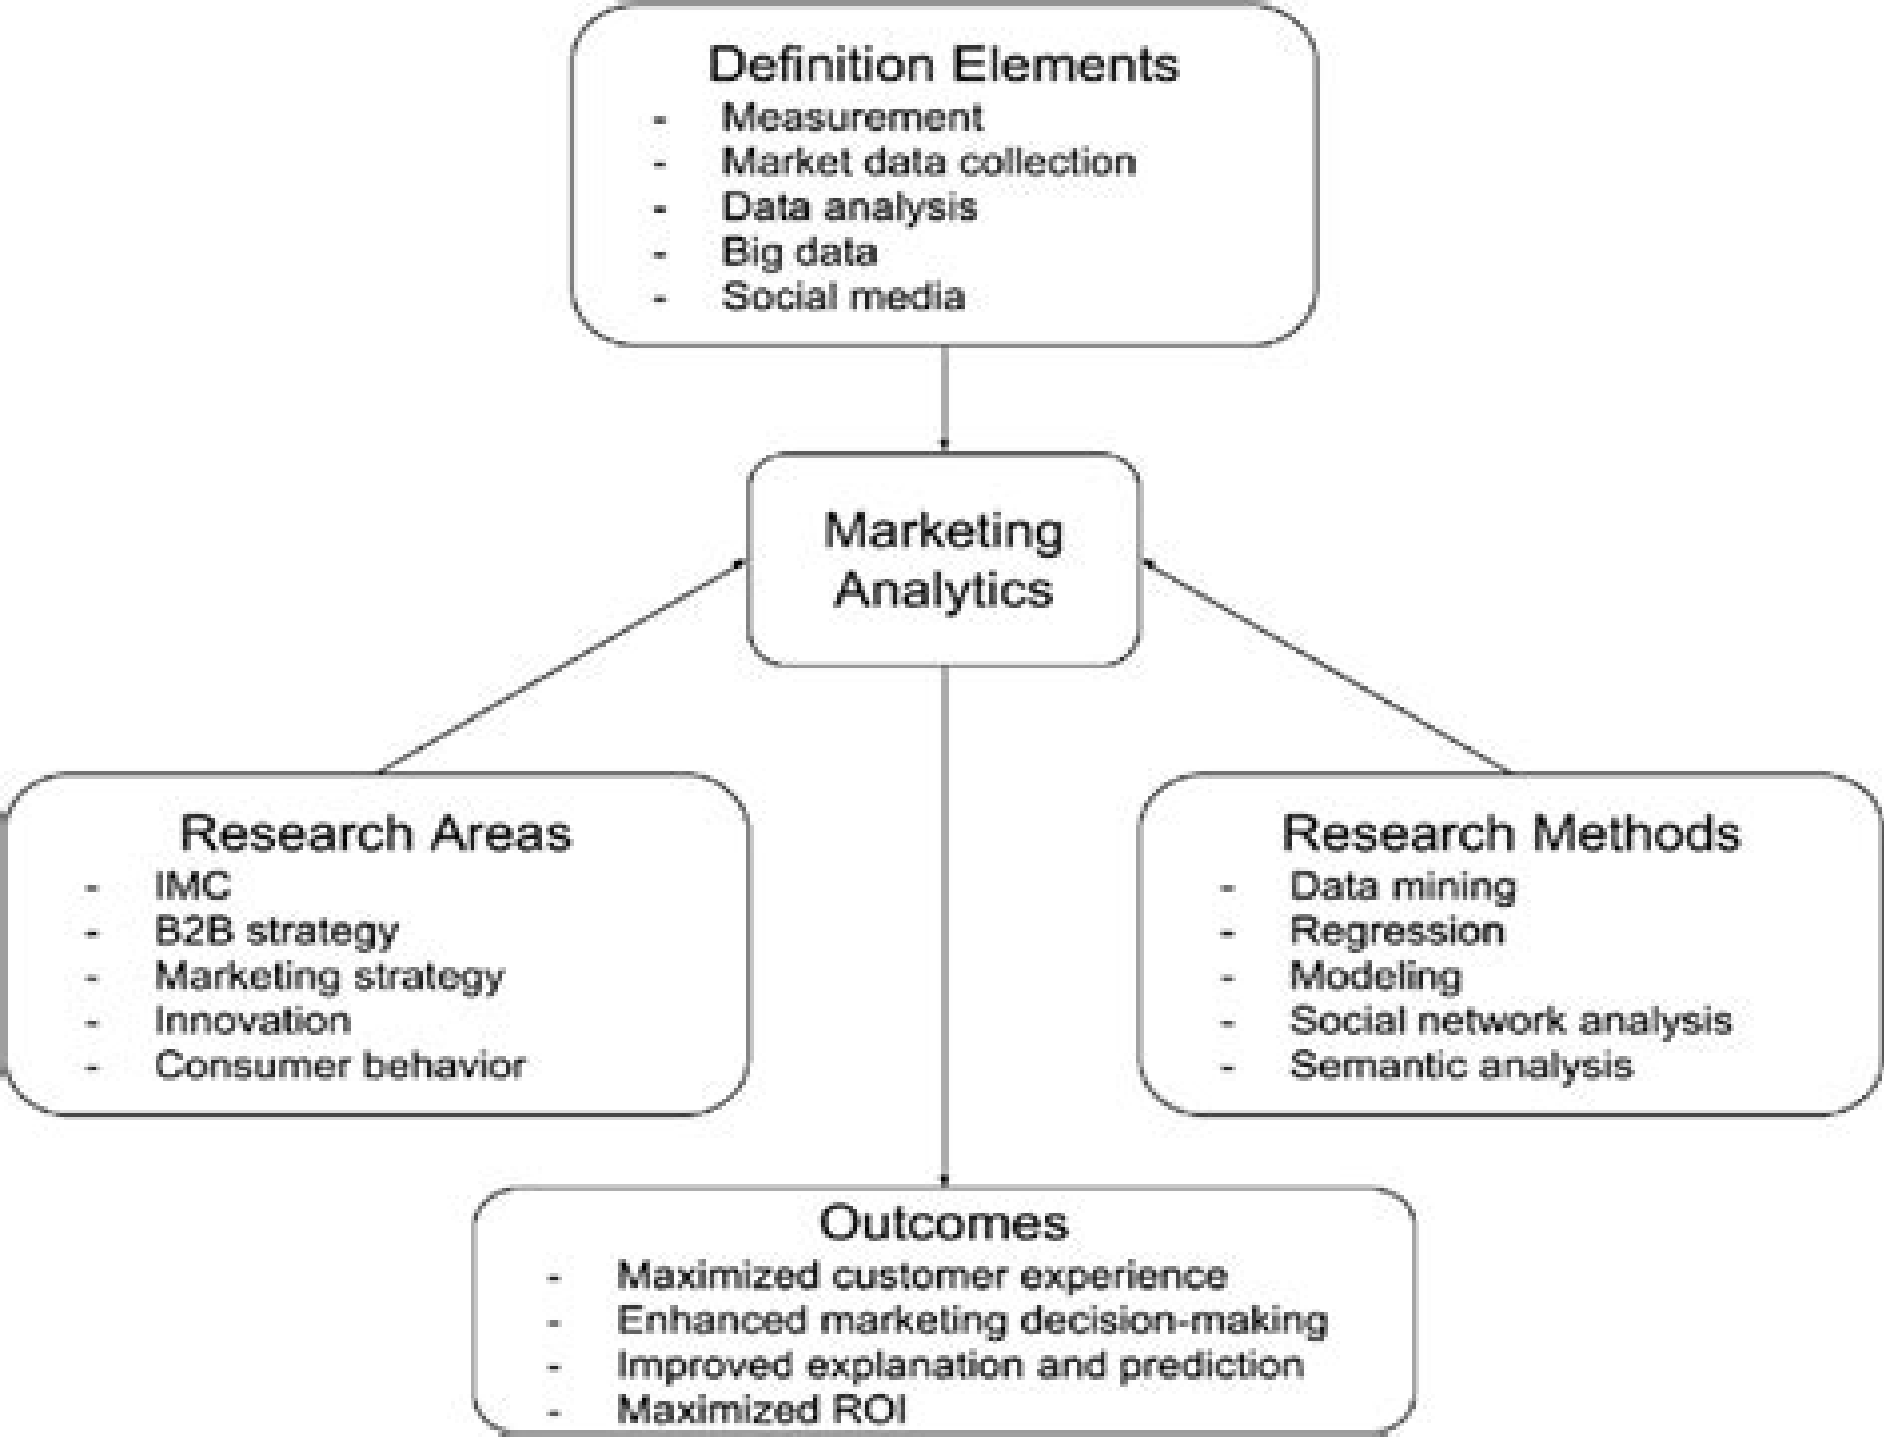 Definition Elements
- Measurement
- Market data collection
- Data analysis
- Big data
- Social media
Marketing
Analytics
Research Areas
- IMC
- B2B strategy
- Marketing strategy
- Innovation
- Consumer behavior
Research Methods
- Data mining
- Regression
- Modeling
- Social network analysis
- Semantic analysis
Outcomes
- Maximized customer experience
- Enhanced marketing decision-making
- Improved explanation and prediction
- Maximized ROI